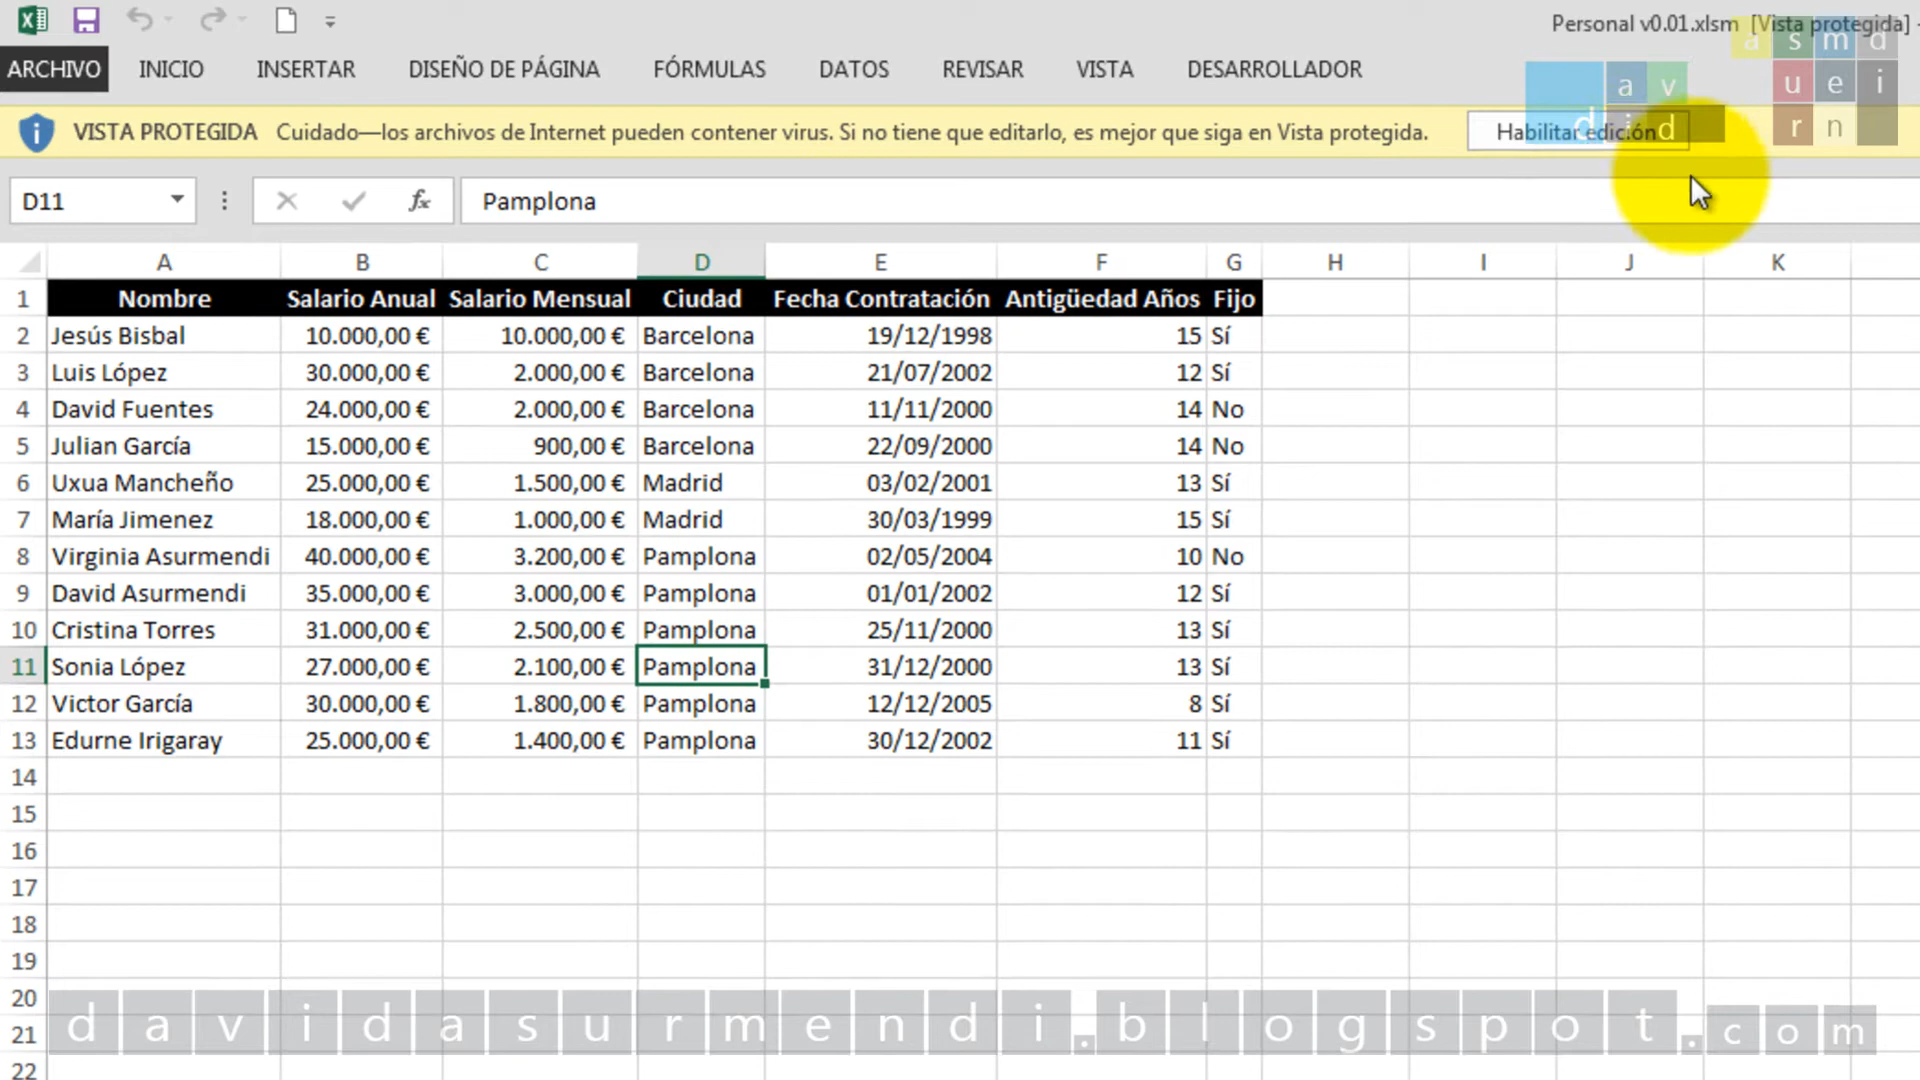 Personal v0.01.xlsm [Vista protegida] -
ARCHIVO INICIO INSERTAR DISEÑO DE PÁGINA FÓRMULAS DATOS REVISAR VISTA DESARROLLADOR
a s m d
a v u e i
d i d r n
VISTA PROTEGIDA Cuidado—los archivos de Internet pueden contener virus. Si no tiene que editarlo, es mejor que siga en Vista protegida. Habilitar edición
D11 fx Pamplona
A B C D E F G H I J K
1 Nombre Salario Anual Salario Mensual Ciudad Fecha Contratación Antigüedad Años Fijo
2 Jesús Bisbal 10.000,00 € 10.000,00 € Barcelona 19/12/1998 15 Sí
3 Luis López 30.000,00 € 2.000,00 € Barcelona 21/07/2002 12 Sí
4 David Fuentes 24.000,00 € 2.000,00 € Barcelona 11/11/2000 14 No
5 Julian García 15.000,00 € 900,00 € Barcelona 22/09/2000 14 No
6 Uxua Mancheño 25.000,00 € 1.500,00 € Madrid 03/02/2001 13 Sí
7 María Jimenez 18.000,00 € 1.000,00 € Madrid 30/03/1999 15 Sí
8 Virginia Asurmendi 40.000,00 € 3.200,00 € Pamplona 02/05/2004 10 No
9 David Asurmendi 35.000,00 € 3.000,00 € Pamplona 01/01/2002 12 Sí
10 Cristina Torres 31.000,00 € 2.500,00 € Pamplona 25/11/2000 13 Sí
11 Sonia López 27.000,00 € 2.100,00 € Pamplona 31/12/2000 13 Sí
12 Victor García 30.000,00 € 1.800,00 € Pamplona 12/12/2005 8 Sí
13 Edurne Irigaray 25.000,00 € 1.400,00 € Pamplona 30/12/2002 11 Sí
14
15
16
17
18
19
20
21
22
davidasurmendi.blogspot.com